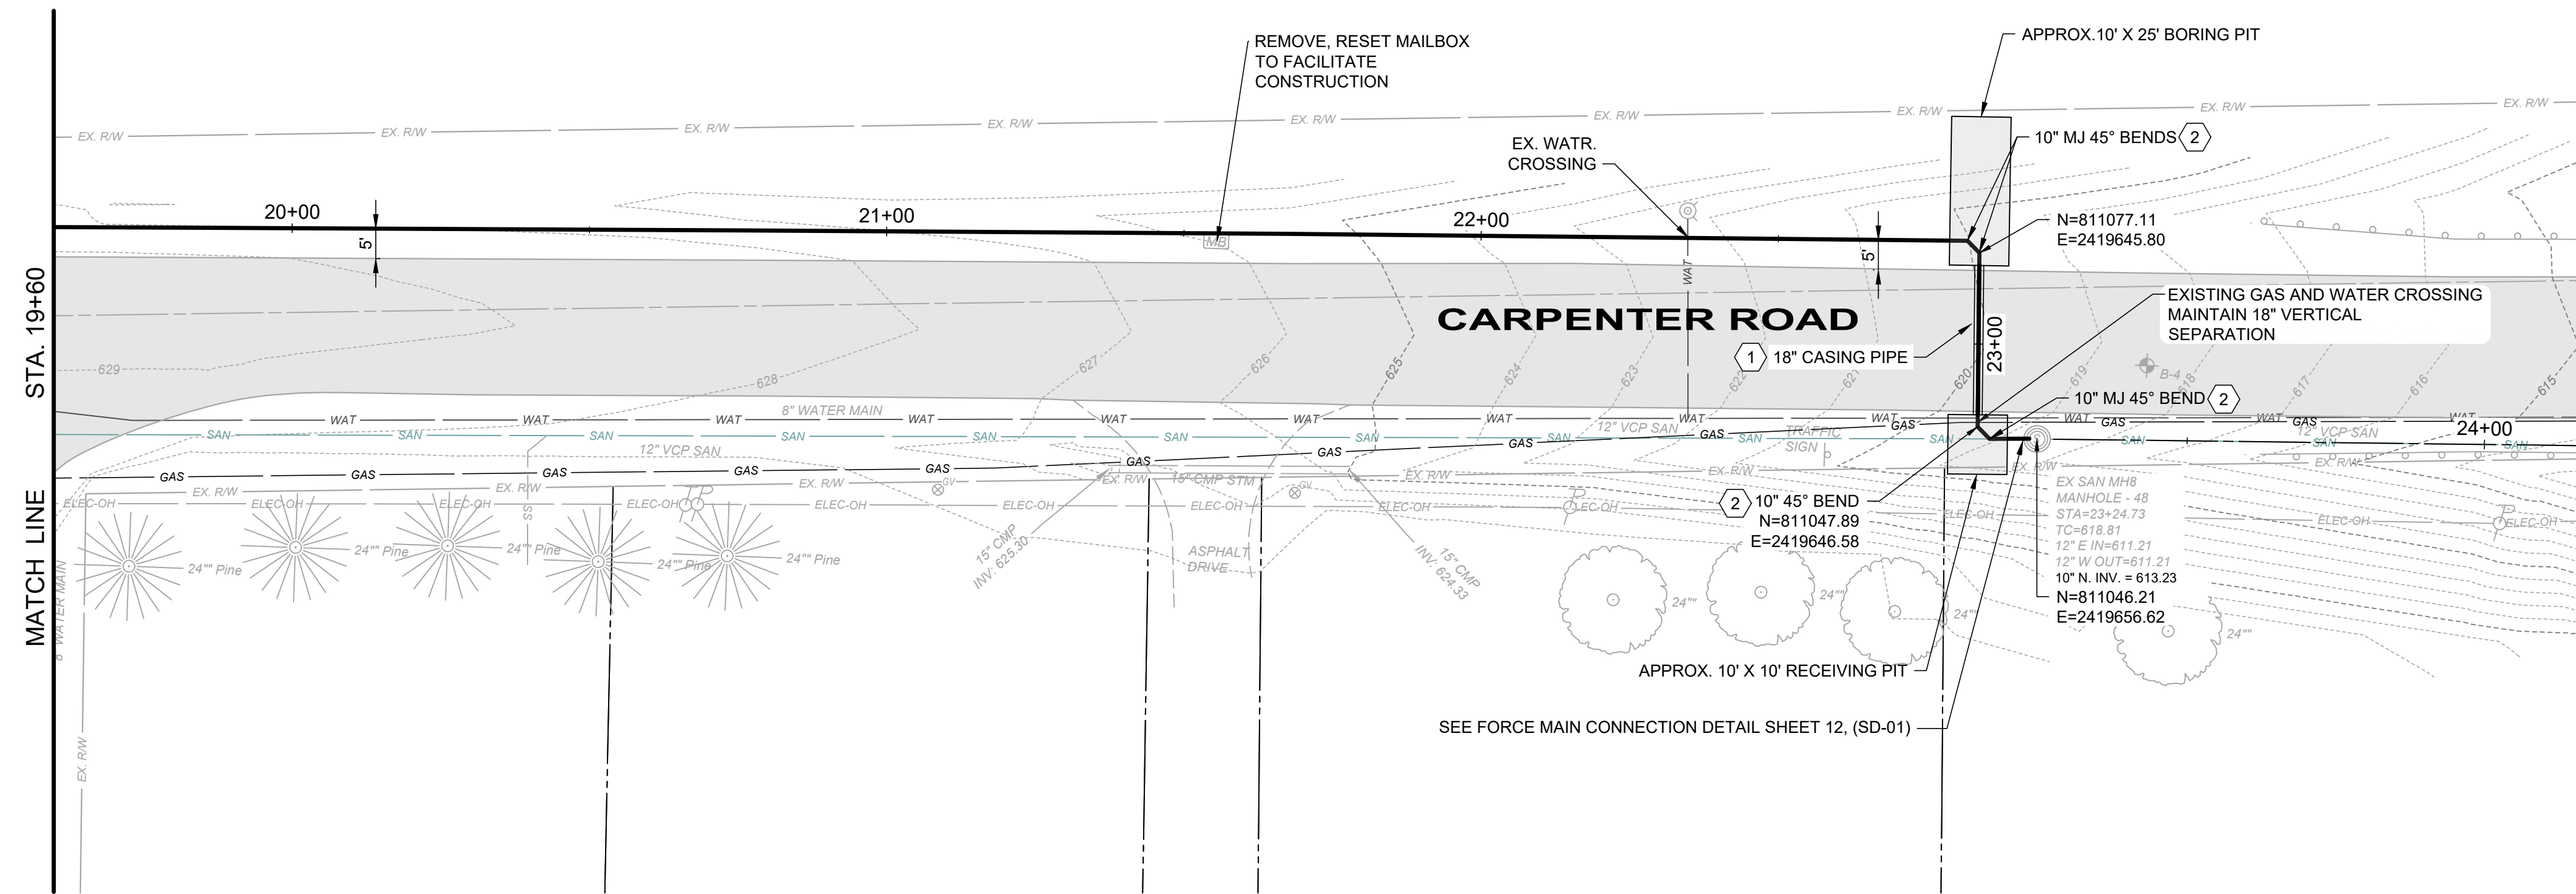 REMOVE, RESET MAILBOX
TO FACILITATE
CONSTRUCTION
APPROX.10' X 25' BORING PIT
EX. R/W
EX. R/W
EX. R/W
EX. R/W
EX. R/W
EX. R/W
EX. R/W
EX. R/W
EX. R/W
EX. WATR.
CROSSING
10" MJ 45° BENDS 2
20+00
21+00
22+00
N=811077.11
E=2419645.80
5'
MB
5'
WAT
MATCH LINE STA. 19+60
CARPENTER ROAD
EXISTING GAS AND WATER CROSSING
MAINTAIN 18" VERTICAL
SEPARATION
1 18" CASING PIPE
23+00
629
628
627
626
625
624
623
622
621
620
619
618
617
616
615
B-4
10" MJ 45° BEND 2
WAT
WAT
WAT
8" WATER MAIN
WAT
WAT
WAT
WAT
WAT
WAT
WAT
WAT
WAT
SAN
SAN
SAN
SAN
SAN
SAN
SAN
SAN
12" VCP SAN
SAN
TRAFFIC
SIGN
SAN
SAN
SAN
12" VCP SAN
SAN
24+00
12" VCP SAN
GAS
GAS
GAS
GAS
GAS
GAS
GAS
GAS
GAS
GAS
GAS
GAS
EX. R/W
EX. R/W
EX. R/W
EX. R/W
15" CMP STM
EX. R/W
EX. R/W
EX. R/W
EX. R/W
GV
GV
ELEC-OH
ELEC-OH
ELEC-OH
ELEC-OH
ELEC-OH
ELEC-OH
ELEC-OH
ELEC-OH
ELEC-OH
ELEC-OH
ELEC-OH
ELEC-OH
SS
2 10" 45° BEND
N=811047.89
E=2419646.58
EX SAN MH8
MANHOLE - 48
STA=23+24.73
TC=618.81
12" E IN=611.21
12" W OUT=611.21
10" N. INV. = 613.23
N=811046.21
E=2419656.62
24"" Pine
24"" Pine
24"" Pine
24"" Pine
24"" Pine
15" CMP
INV: 625.30
ASPHALT
DRIVE
15" CMP
INV: 624.33
24""
24""
24""
24""
8" WATER MAIN
EX. R/W
APPROX. 10' X 10' RECEIVING PIT
SEE FORCE MAIN CONNECTION DETAIL SHEET 12, (SD-01)